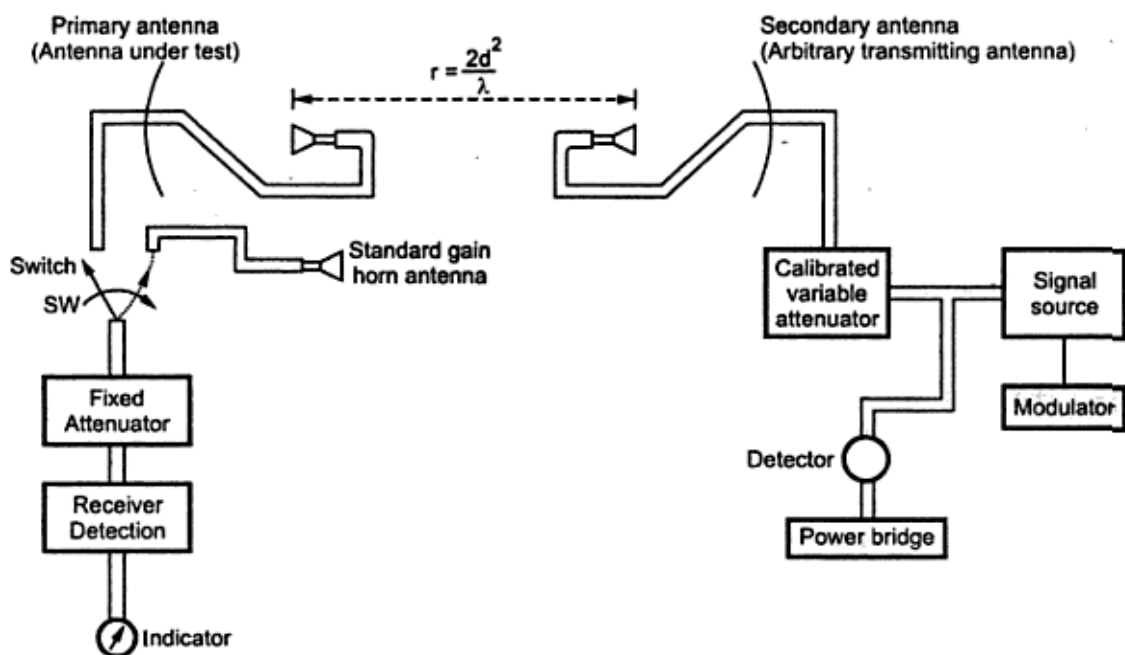 Primary antenna
(Antenna under test)
Secondary antenna
(Arbitrary transmitting antenna)
r = 2d²/λ
Switch
SW
Standard gain
horn antenna
Calibrated
variable
attenuator
Signal
source
Fixed
Attenuator
Modulator
Detector
Receiver
Detection
Power bridge
Indicator